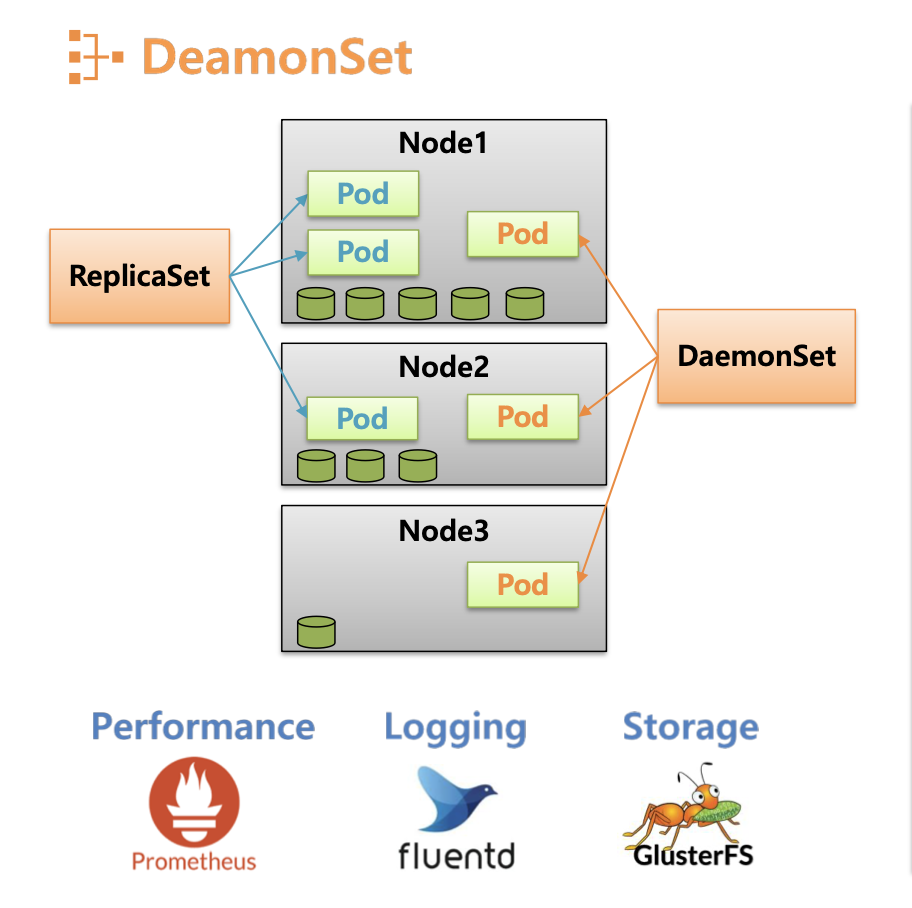 DeamonSet
Node1
Pod
Pod
Pod
ReplicaSet
Node2
Pod
Pod
DaemonSet
Node3
Pod
Performance
Logging
Storage
Prometheus
fluentd
GlusterFS